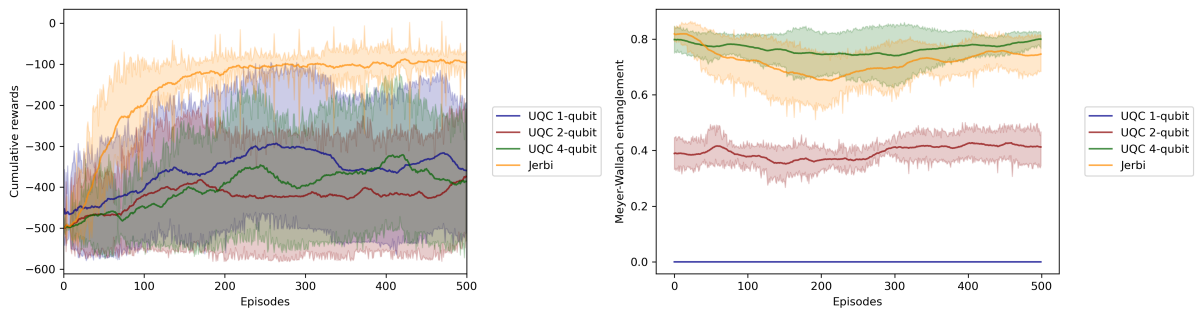 0
−100
−200
−300
−400
−500
−600
Cumulative rewards
0
100
200
300
400
500
Episodes
UQC 1-qubit
UQC 2-qubit
UQC 4-qubit
Jerbi
0.8
0.6
0.4
0.2
0.0
Meyer-Wallach entanglement
0
100
200
300
400
500
Episodes
UQC 1-qubit
UQC 2-qubit
UQC 4-qubit
Jerbi